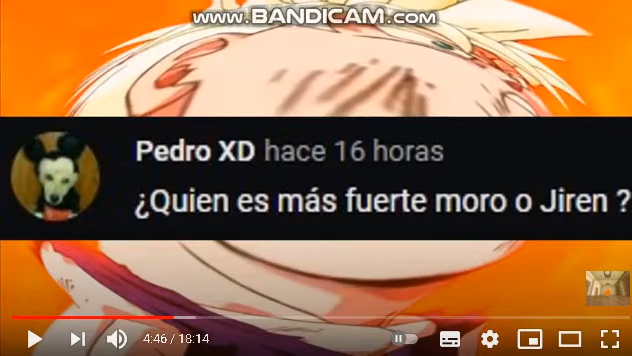 www.BANDICAM.com
Pedro XD hace 16 horas
¿Quien es más fuerte moro o Jiren ?
4:46 / 18:14